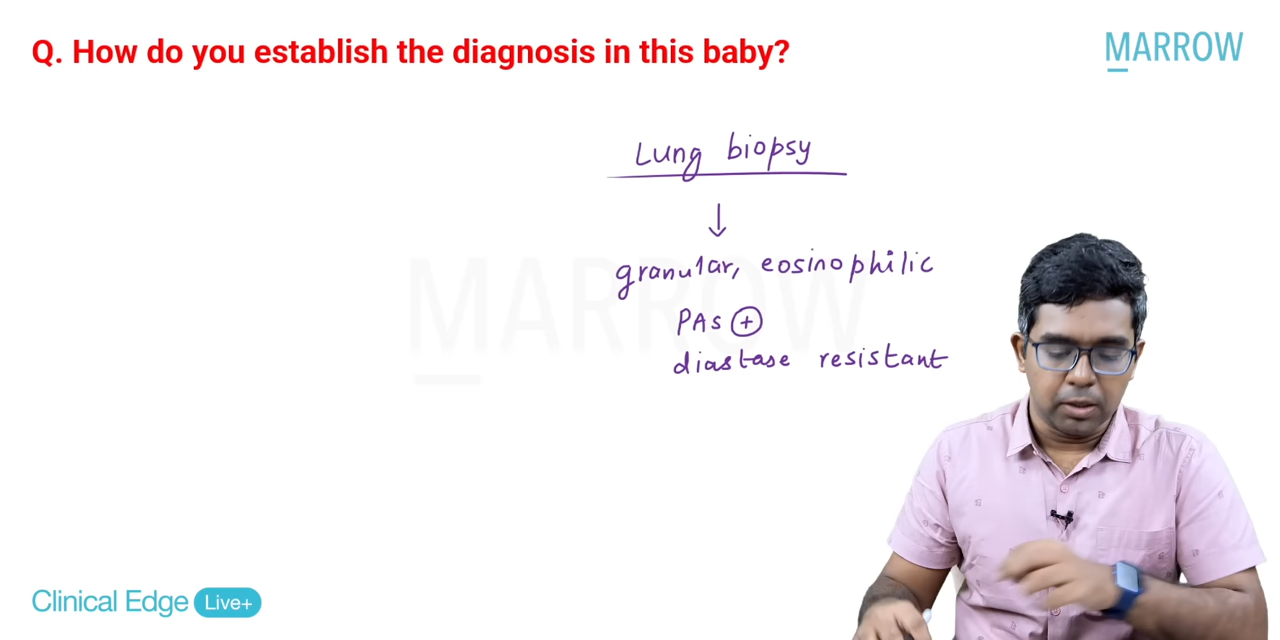 Q. How do you establish the diagnosis in this baby?
MARROW
Lung biopsy
↓
granular, eosinophilic
MARROW
PAS +
diastase resistant
Clinical Edge Live+